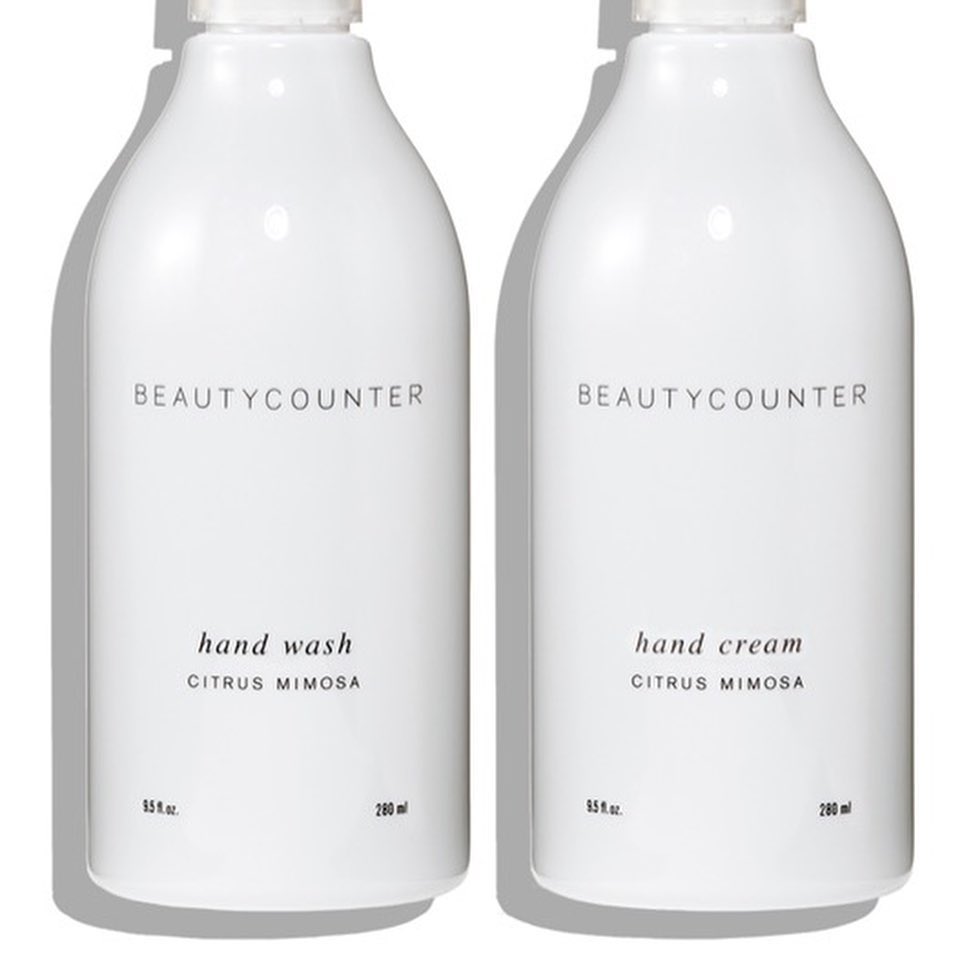 BEAUTYCOUNTER
hand wash
CITRUS MIMOSA
9.5 fl. oz. 280 ml
BEAUTYCOUNTER
hand cream
CITRUS MIMOSA
9.5 fl. oz. 280 ml